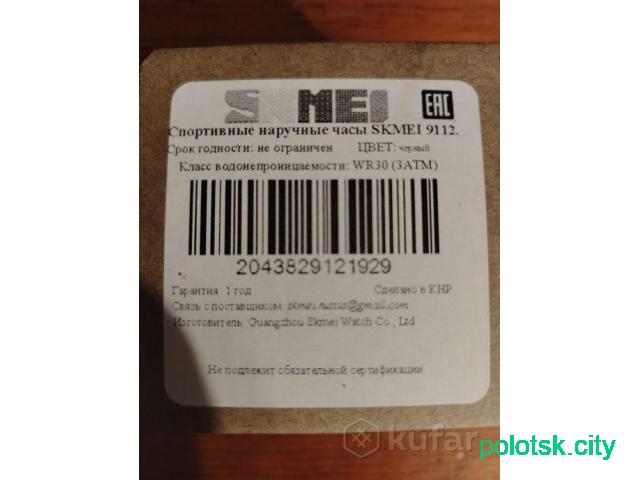 SKMEI
EAC
Спортивные наручные часы SKMEI 9112.
Срок годности: не ограничен ЦВЕТ: черный
Класс водонепроницаемости: WR30 (3ATM)
2043829121929
Гарантия: 1 год Сделано в КНР
Связь с поставщиком: skmei.russia@gmail.com
Изготовитель: Guangzhou Skmei Watch Co., Ltd
Не подлежит обязательной сертификации
kufar
polotsk.city